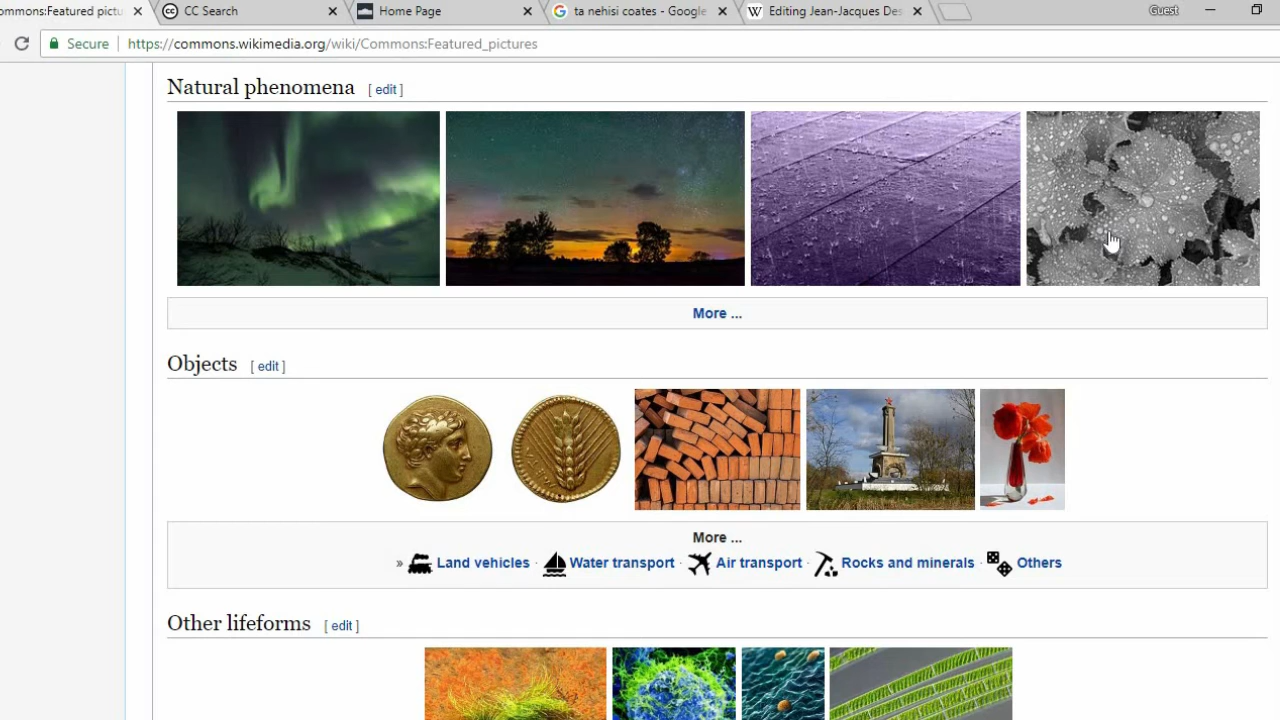 ommons:Featured pictu
CC Search
Home Page
ta nehisi coates - Google
Editing Jean-Jacques Des
Guest
Secure
https://commons.wikimedia.org/wiki/Commons:Featured_pictures
Natural phenomena [ edit ]
More ...
Objects [ edit ]
More ...
» Land vehicles · Water transport · Air transport · Rocks and minerals · Others
Other lifeforms [ edit ]